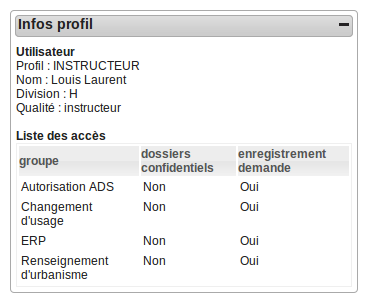 Infos profil
Utilisateur
Profil : INSTRUCTEUR
Nom : Louis Laurent
Division : H
Qualité : instructeur
Liste des accès
groupe dossiers confidentiels enregistrement demande
Autorisation ADS Non Oui
Changement d'usage Non Oui
ERP Non Oui
Renseignement d'urbanisme Non Oui